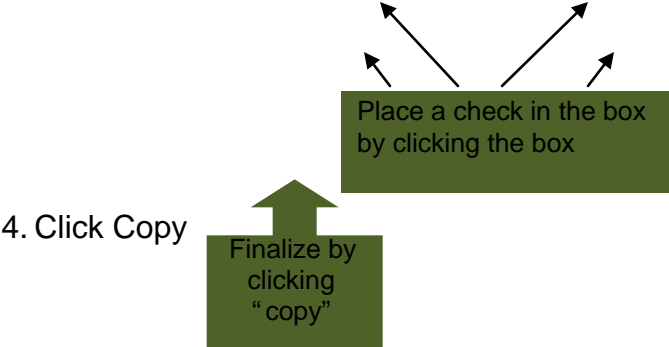 Place a check in the box
by clicking the box
4. Click Copy
Finalize by
clicking
“copy”